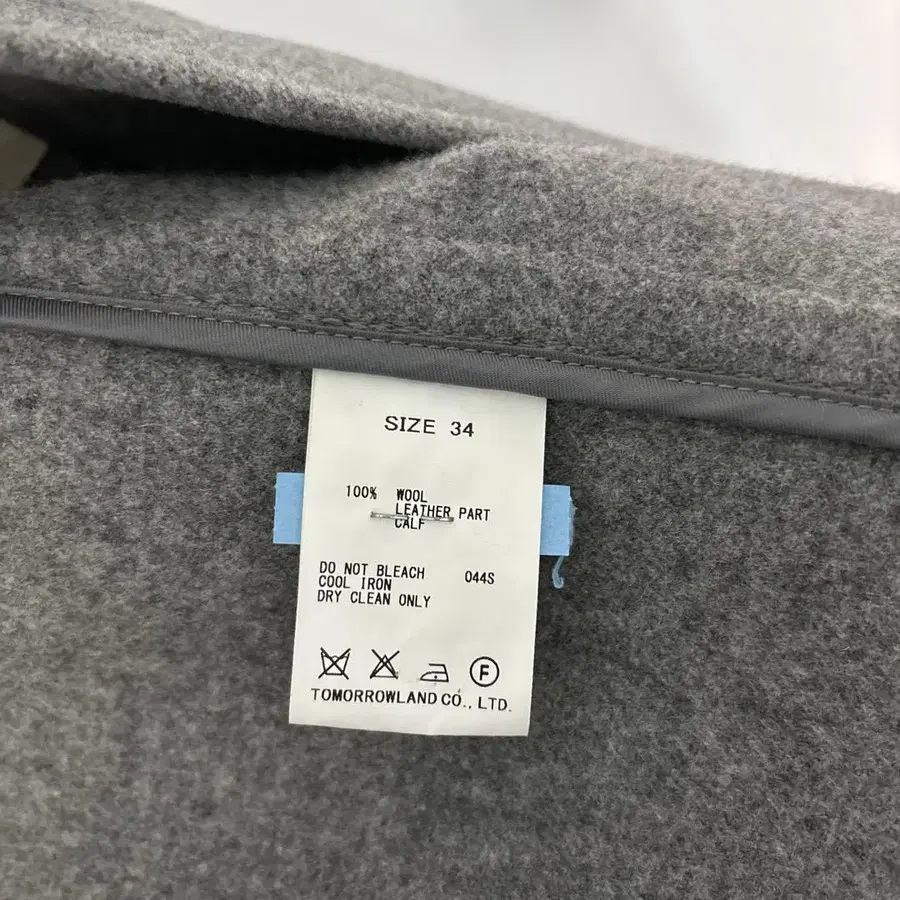 SIZE 34
100% WOOL
LEATHER PART
CALF
DO NOT BLEACH 044S
COOL IRON
DRY CLEAN ONLY
F
TOMORROWLAND CO., LTD.